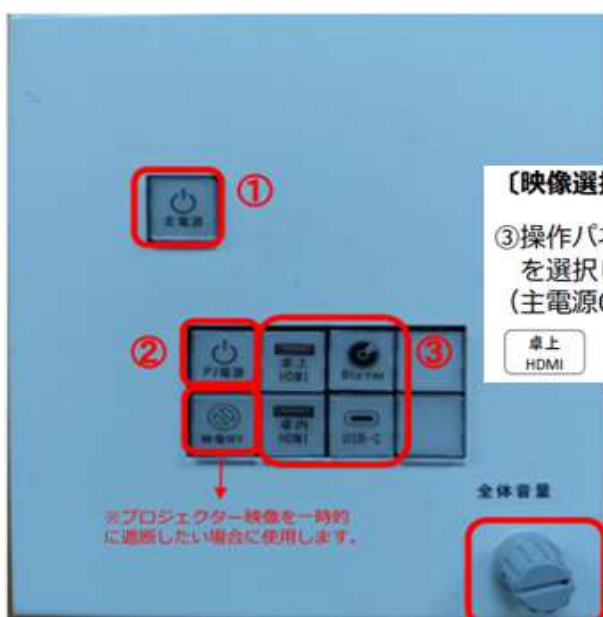 ①
主電源
〔映像選
③操作パネ
を選択
（主電源
卓上
HDMI
②
PJ電源
卓上
HDMI
Blu-ray
③
映像OFF
卓内
HDMI
USB-C
※プロジェクター映像を一時的
に遮断したい場合に使用します。
全体音量